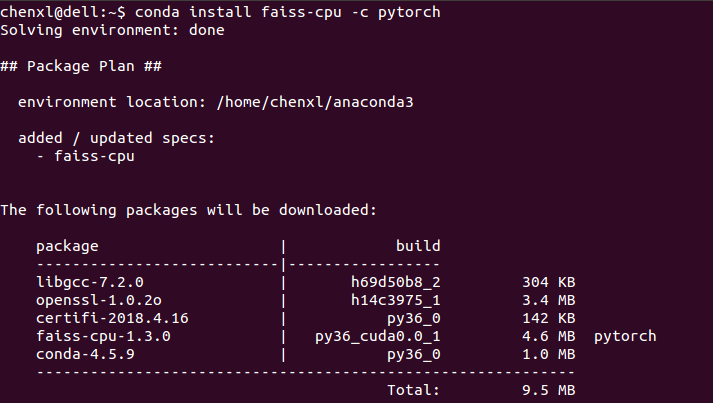 chenxl@dell:~$ conda install faiss-cpu -c pytorch
Solving environment: done
## Package Plan ##
environment location: /home/chenxl/anaconda3
added / updated specs:
- faiss-cpu
The following packages will be downloaded:
package | build
---------------------------|-----------------
libgcc-7.2.0 | h69d50b8_2 304 KB
openssl-1.0.2o | h14c3975_1 3.4 MB
certifi-2018.4.16 | py36_0 142 KB
faiss-cpu-1.3.0 | py36_cuda0.0_1 4.6 MB pytorch
conda-4.5.9 | py36_0 1.0 MB
------------------------------------------------------------
Total: 9.5 MB